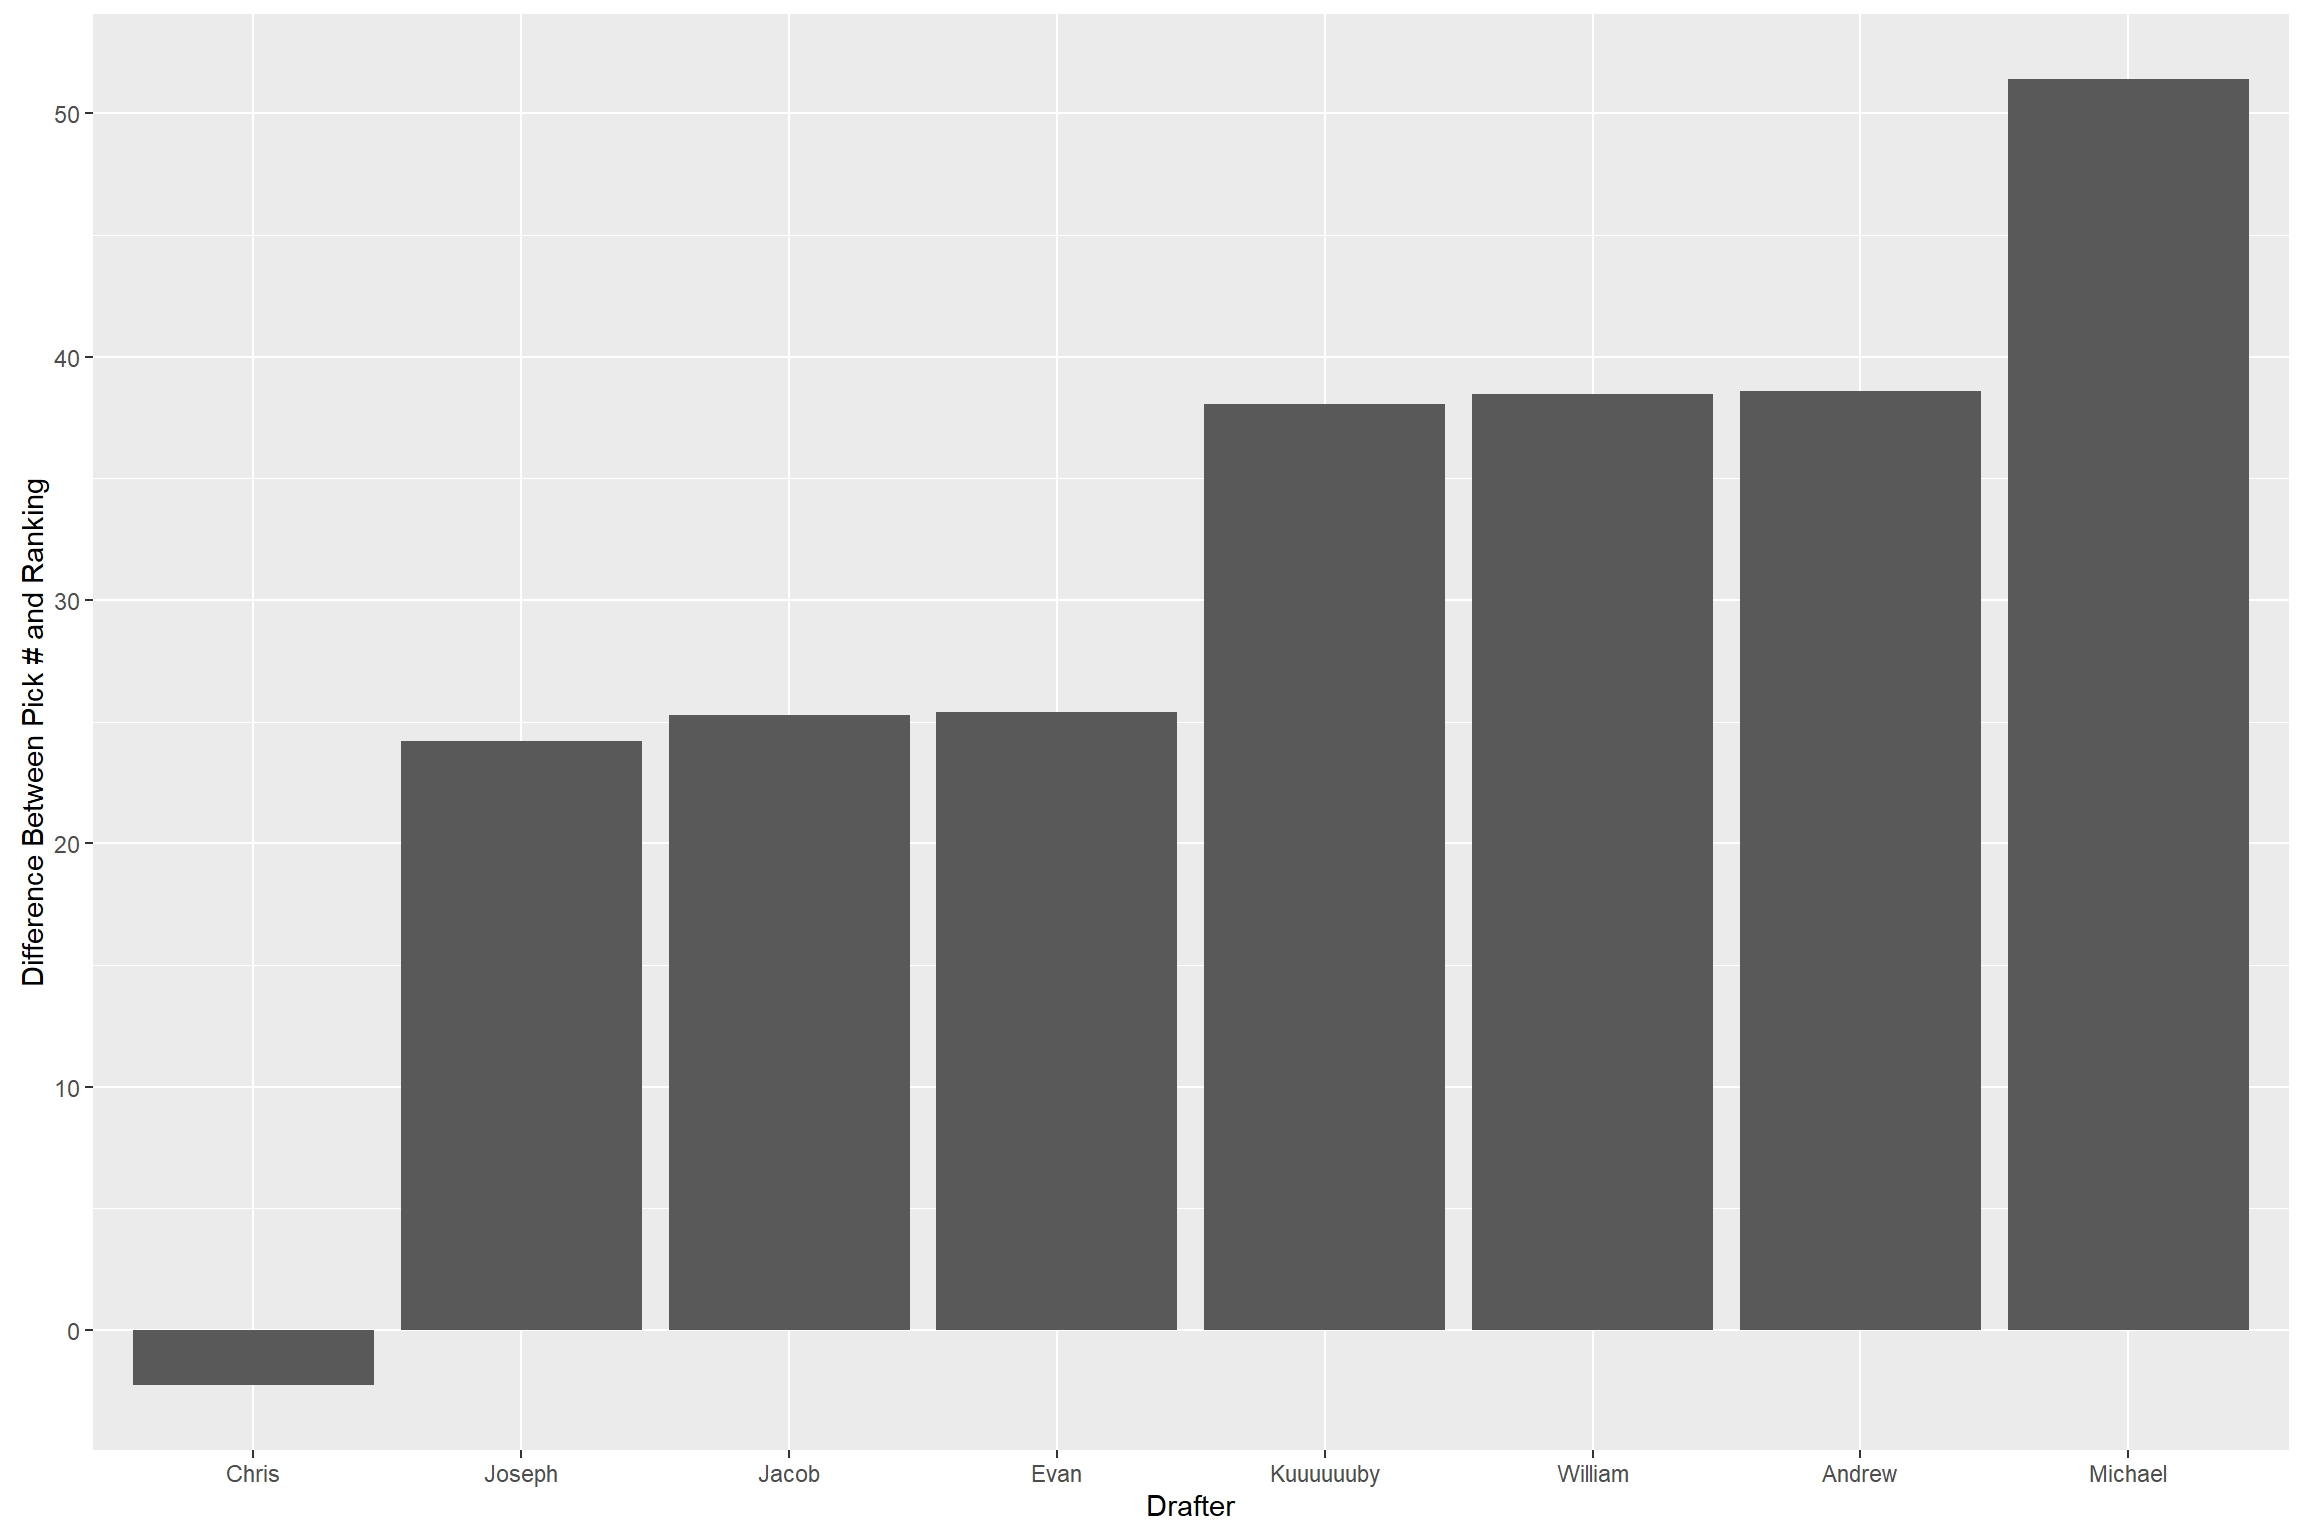 Difference Between Pick # and Ranking
50
40
30
20
10
0
Chris Joseph Jacob Evan Kuuuuuuby William Andrew Michael
Drafter